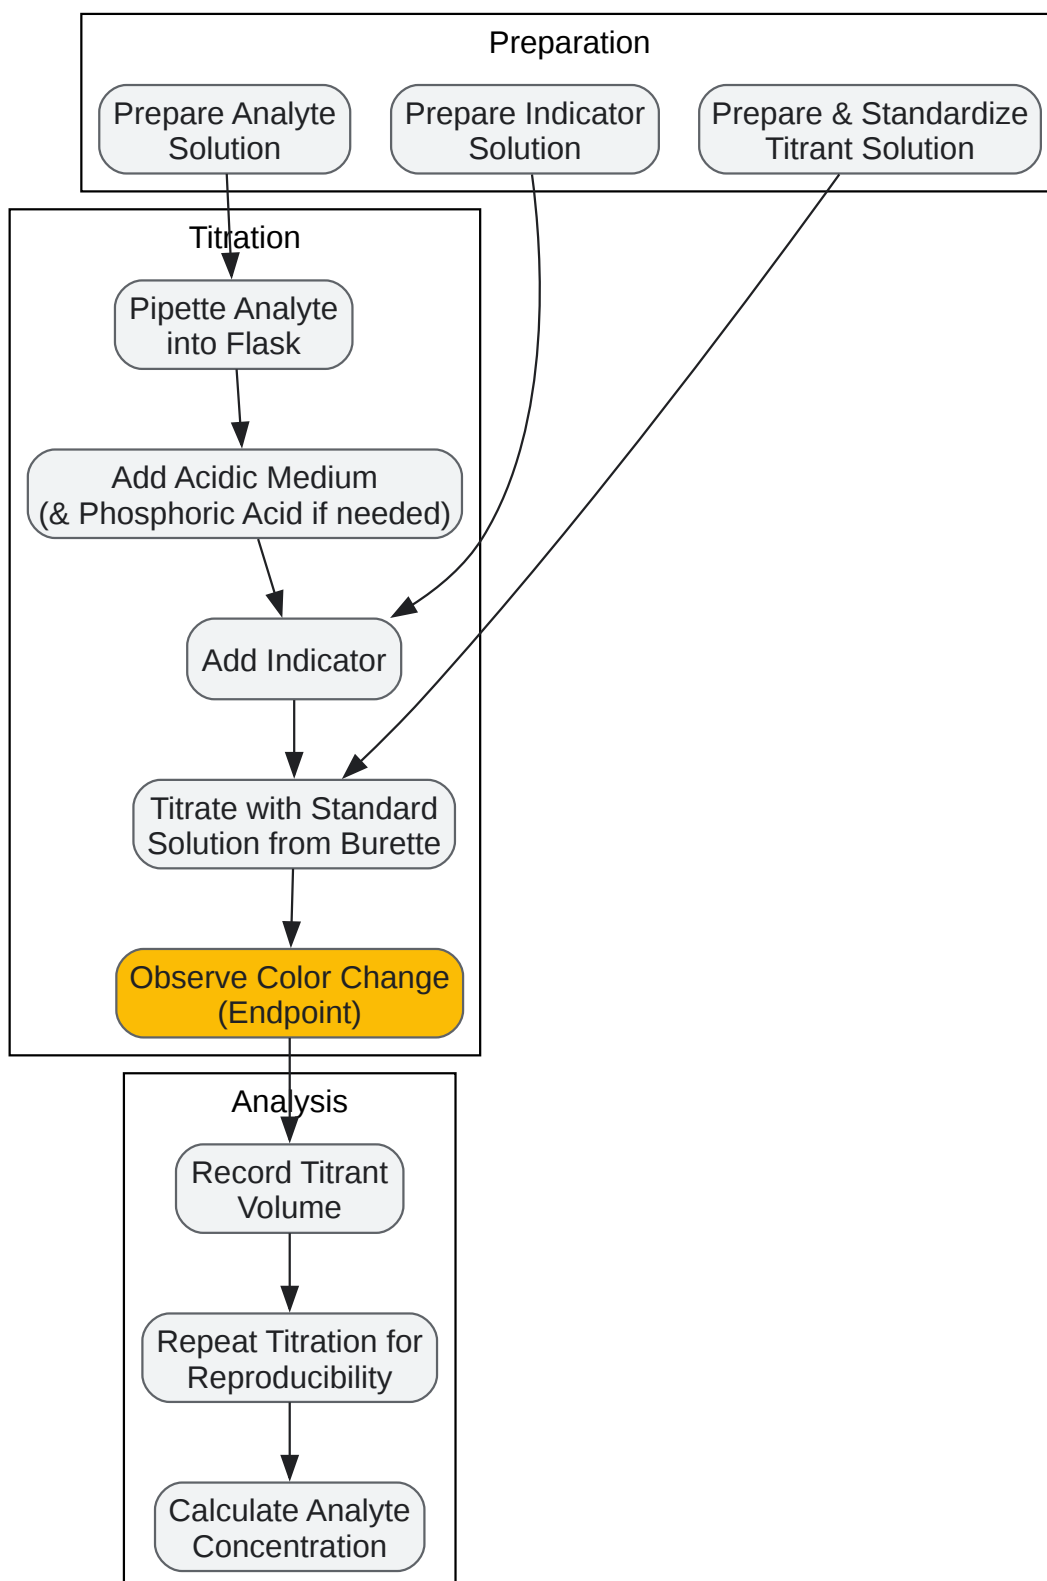 Preparation
Prepare Analyte
Solution
Prepare Indicator
Solution
Prepare & Standardize
Titrant Solution
Titration
Pipette Analyte
into Flask
Add Acidic Medium
(& Phosphoric Acid if needed)
Add Indicator
Titrate with Standard
Solution from Burette
Observe Color Change
(Endpoint)
Analysis
Record Titrant
Volume
Repeat Titration for
Reproducibility
Calculate Analyte
Concentration